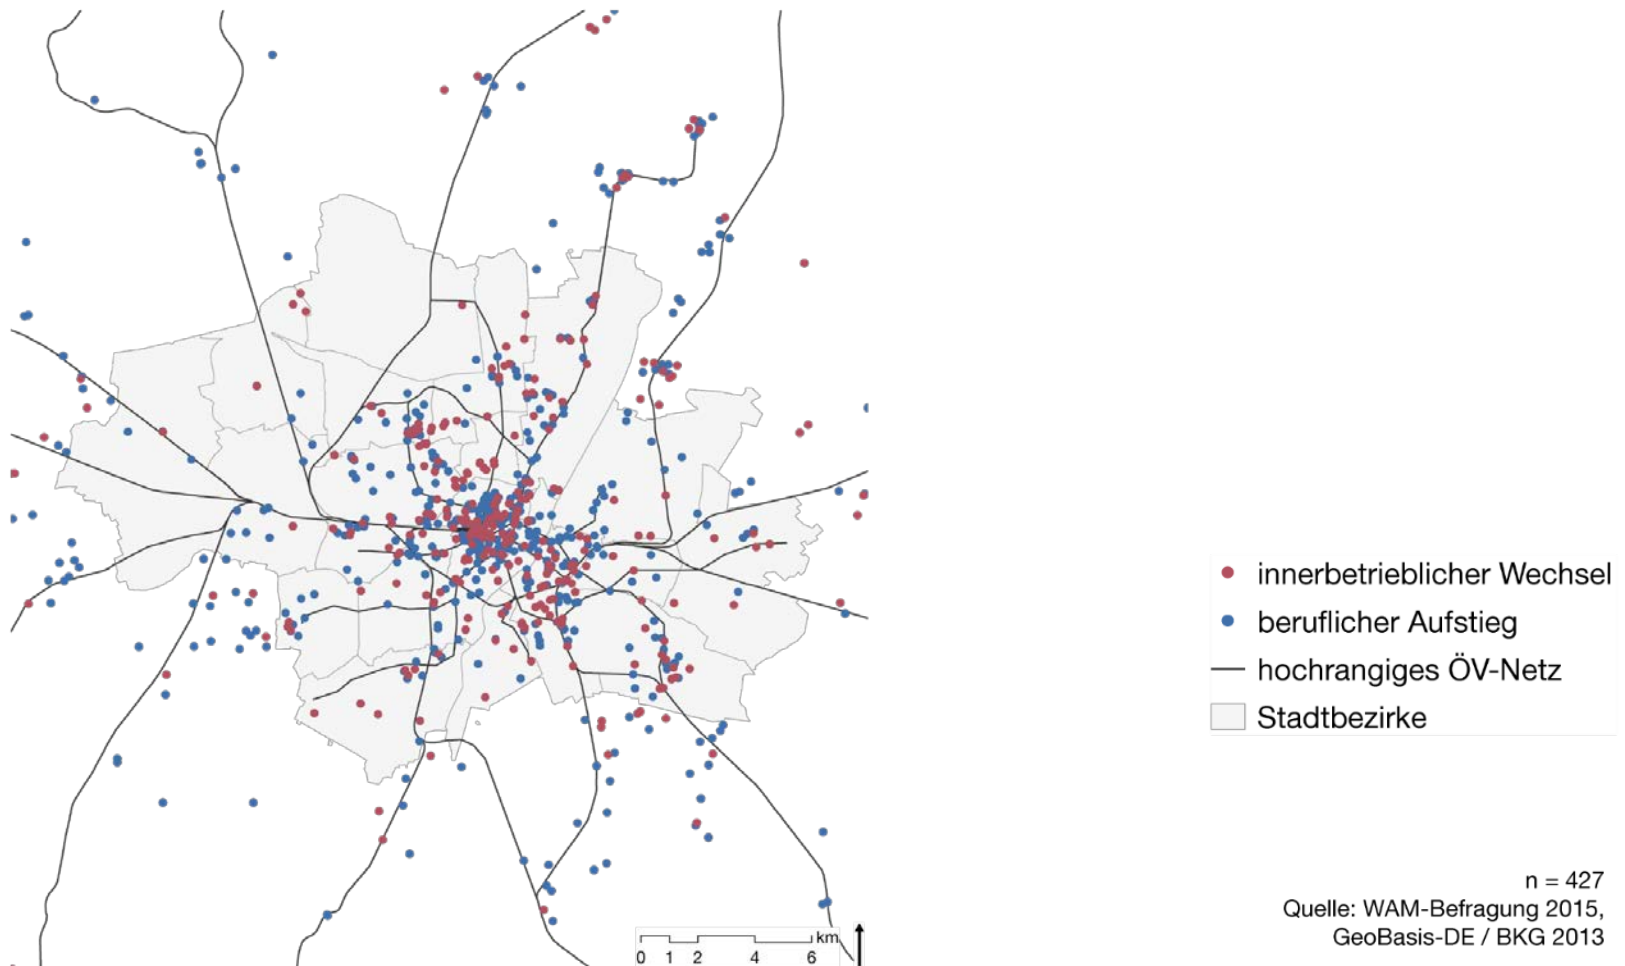 innerbetrieblicher Wechsel
beruflicher Aufstieg
hochrangiges ÖV-Netz
Stadtbezirke
n = 427
Quelle: WAM-Befragung 2015,
GeoBasis-DE / BKG 2013
km
0 1 2 4 6